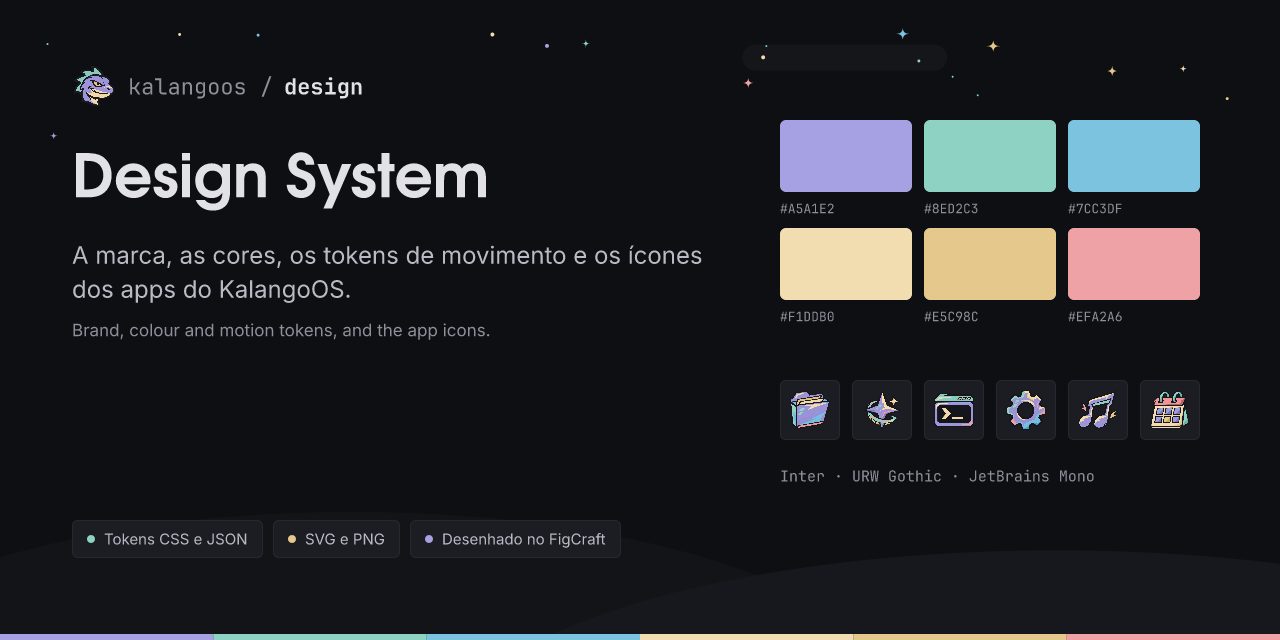 kalangoos / design
Design System
A marca, as cores, os tokens de movimento e os ícones
dos apps do KalangoOS.
Brand, colour and motion tokens, and the app icons.
#A5A1E2 #8ED2C3 #7CC3DF
#F1DDB0 #E5C98C #EFA2A6
Inter · URW Gothic · JetBrains Mono
Tokens CSS e JSON SVG e PNG Desenhado no FigCraft